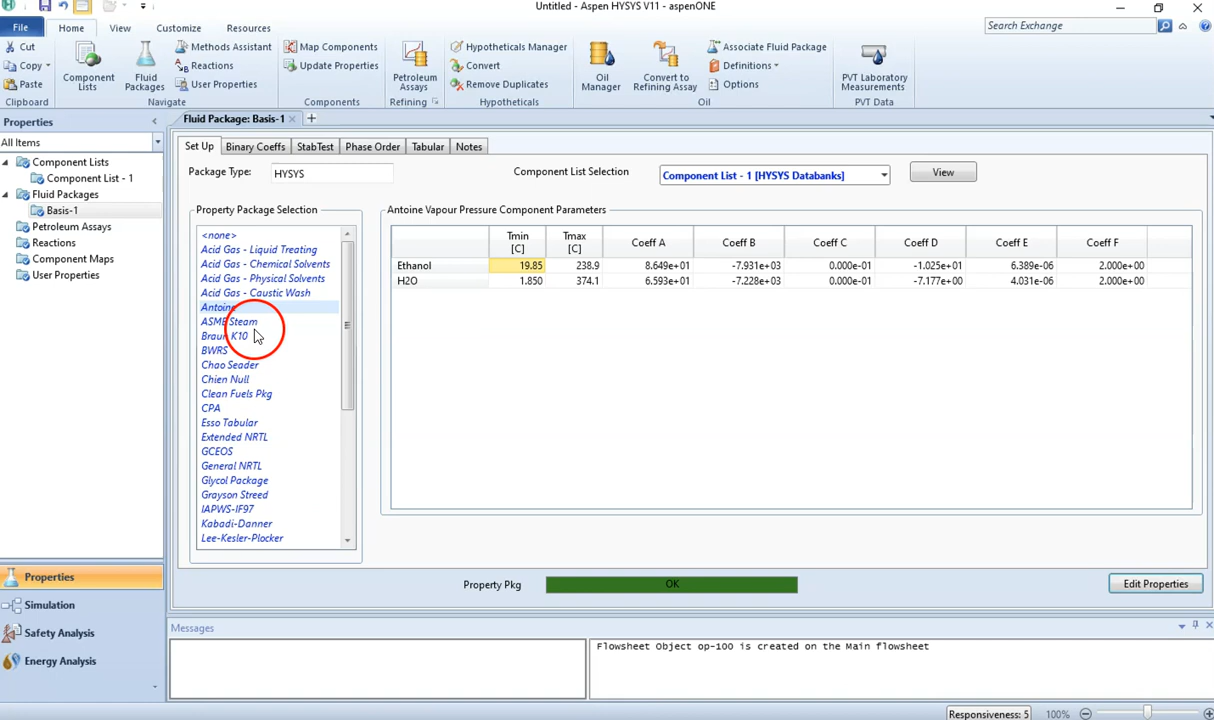 Untitled - Aspen HYSYS V11 - aspenONE
File Home View Customize Resources
Search Exchange
Cut
Copy
Paste
Clipboard
Component Lists
Fluid Packages
Methods Assistant
Reactions
User Properties
Navigate
Map Components
Update Properties
Components
Petroleum Assays
Refining
Hypotheticals Manager
Convert
Remove Duplicates
Hypotheticals
Oil Manager
Convert to Refining Assay
Associate Fluid Package
Definitions
Options
Oil
PVT Laboratory Measurements
PVT Data
Properties
All Items
Component Lists
Component List - 1
Fluid Packages
Basis-1
Petroleum Assays
Reactions
Component Maps
User Properties
Properties
Simulation
Safety Analysis
Energy Analysis
Fluid Package: Basis-1
Set Up Binary Coeffs StabTest Phase Order Tabular Notes
Package Type: HYSYS
Component List Selection Component List - 1 [HYSYS Databanks] View
Property Package Selection
<none>
Acid Gas - Liquid Treating
Acid Gas - Chemical Solvents
Acid Gas - Physical Solvents
Acid Gas - Caustic Wash
Antoine
ASME Steam
Braun K10
BWRS
Chao Seader
Chien Null
Clean Fuels Pkg
CPA
Esso Tabular
Extended NRTL
GCEOS
General NRTL
Glycol Package
Grayson Streed
IAPWS-IF97
Kabadi-Danner
Lee-Kesler-Plocker
Antoine Vapour Pressure Component Parameters
Tmin [C] Tmax [C] Coeff A Coeff B Coeff C Coeff D Coeff E Coeff F
Ethanol 19.85 238.9 8.649e+01 -7.931e+03 0.000e-01 -1.025e+01 6.389e-06 2.000e+00
H2O 1.850 374.1 6.593e+01 -7.228e+03 0.000e-01 -7.177e+00 4.031e-06 2.000e+00
Property Pkg OK Edit Properties
Messages
Flowsheet Object op-100 is created on the Main flowsheet
Responsiveness: 5 100%